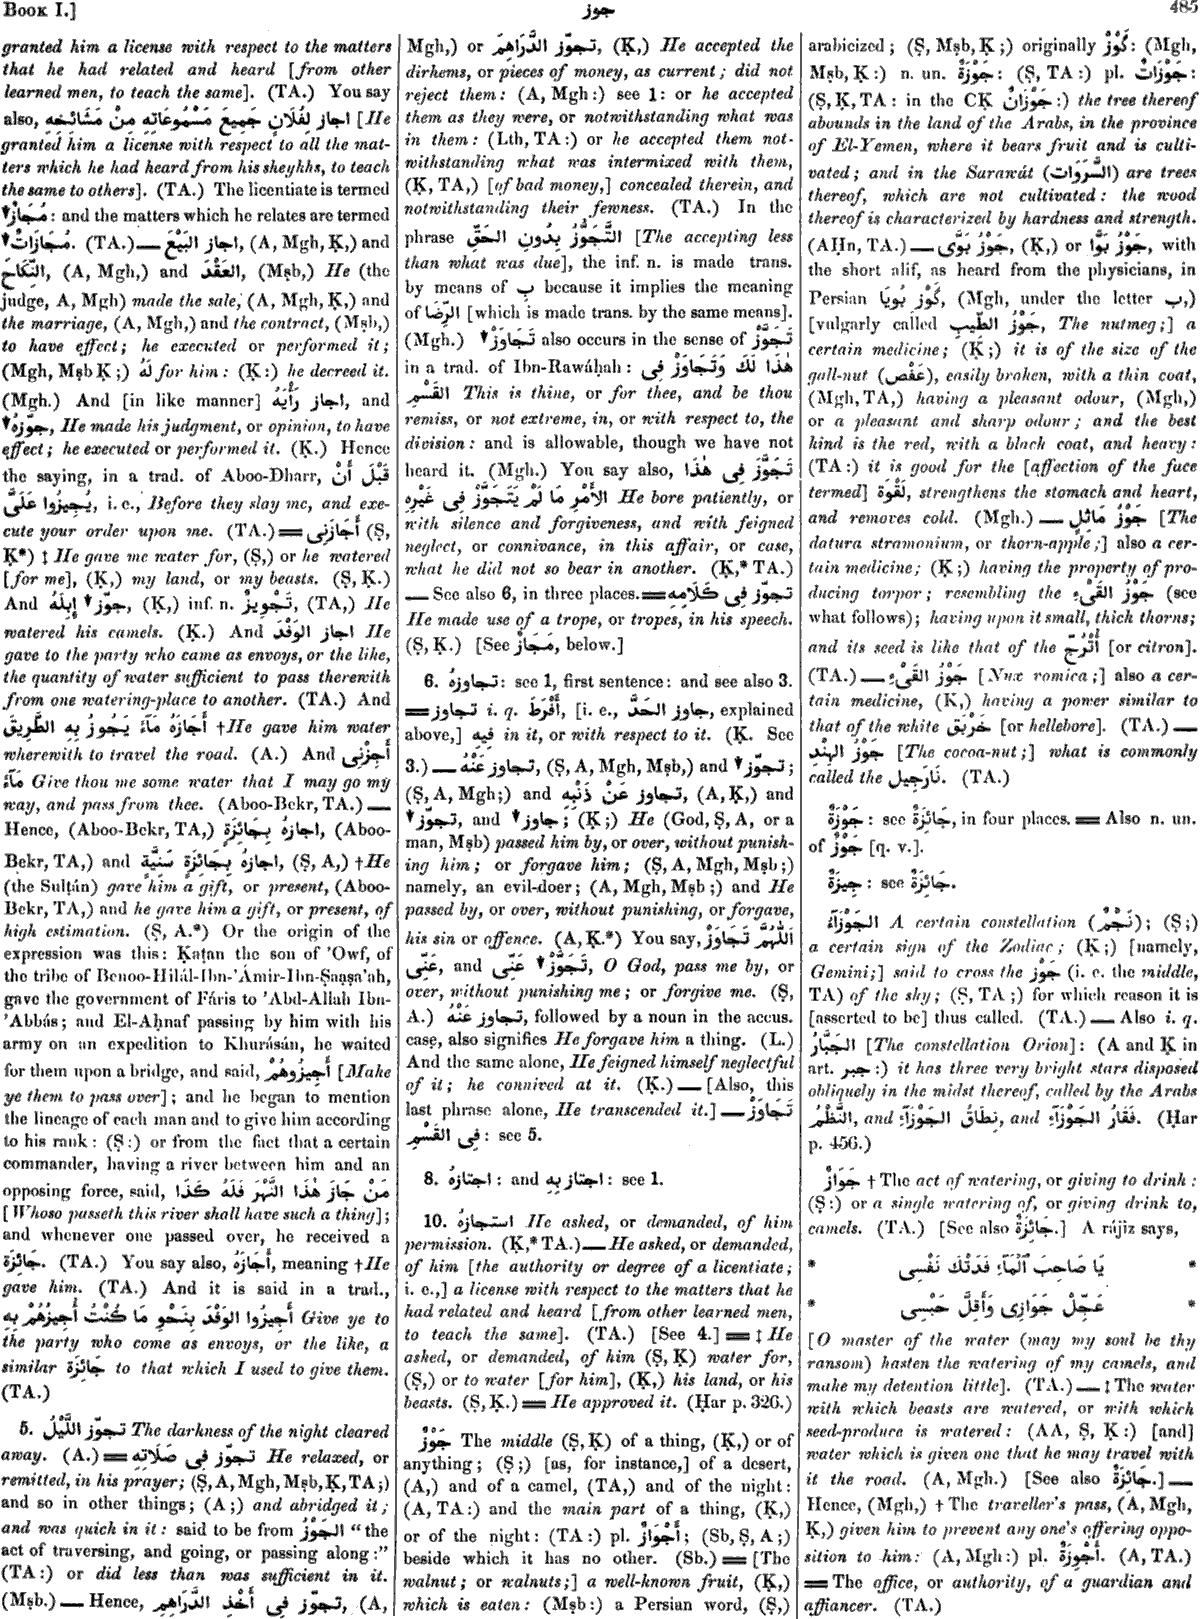 BOOK I.]
جوز
485
granted him a license with respect to the matters
that he had related and heard [from other
learned men, to teach the same]. (TA.) You say
also, اجاز لِفُلَانٍ جَمِيعَ مَسْمُوعَاتِهِ مِنْ مَشَائِخِهِ [He
granted him a license with respect to all the mat-
ters which he had heard from his sheykhs, to teach
the same to others]. (TA.) The licentiate is termed
مُجَازٌ: and the matters which he relates are termed
مُجَازَاتٌ. (TA.)— اجاز البَيْعَ, (A, Mgh, Ḳ,) and
النِّكَاحَ, (A, Mgh,) and العَقْدَ, (Mṣb,) He (the
judge, A, Mgh) made the sale, (A, Mgh, Ḳ,) and
the marriage, (A, Mgh,) and the contract, (Mṣb,)
to have effect; he executed or performed it;
(Mgh, Mṣb Ḳ;) لَهُ for him: (Ḳ:) he decreed it.
(Mgh.) And [in like manner] اجاز رَأْيَهُ, and
جوّزهُ, He made his judgment, or opinion, to have
effect; he executed or performed it. (Ḳ.) Hence
the saying, in a trad. of Aboo-Dharr, قَبْلَ أَنْ
يُجِيزُوا عَلَىَّ, i. e., Before they slay me, and exe-
cute your order upon me. (TA.)═ أَجَازَنِى (Ṣ,
Ḳ*) ‡ He gave me water for, (Ṣ,) or he watered
[for me], (Ḳ,) my land, or my beasts. (Ṣ, Ḳ.)
And جوّز إِبِلَهُ, (Ḳ,) inf. n. تَجْوِيزٌ, (TA,) He
watered his camels. (Ḳ.) And اجاز الوَفْدَ He
gave to the party who came as envoys, or the like,
the quantity of water sufficient to pass therewith
from one watering-place to another. (TA.) And
أَجَازَهُ مَآءً يَجُوزُ بِهِ الطَّرِيقَ †He gave him water
wherewith to travel the road. (A.) And أَجِزْنِى
مَآءً Give thou me some water that I may go my
way, and pass from thee. (Aboo-Bekr, TA.)—
Hence, (Aboo-Bekr, TA,) اجازهُ بِجَائِزَةٍ, (Aboo-
Bekr, TA,) and اجازهُ بِجَائِزَةٍ سَنِيَّةٍ, (Ṣ, A,) †He
(the Sulṭán) gave him a gift, or present, (Aboo-
Bekr, TA,) and he gave him a gift, or present, of
high estimation. (Ṣ, A.*) Or the origin of the
expression was this: Ḳaṭan the son of 'Owf, of
the tribe of Benoo-Hilál-Ibn-'Ámir-Ibn-Ṣaạṣa'ah,
gave the government of Fáris to 'Abd-Allah Ibn-
'Abbás; and El-Aḥnaf passing by him with his
army on an expedition to Khurásán, he waited
for them upon a bridge, and said, أَجِيزُوهُمْ [Make
ye them to pass over]; and he began to mention
the lineage of each man and to give him according
to his rank: (Ṣ:) or from the fact that a certain
commander, having a river between him and an
opposing force, said, مَنْ جَازَ هٰذَا النَّهْرَ فَلَهُ كَذَا
[Whoso passeth this river shall have such a thing];
and whenever one passed over, he received a
جَائِزَة. (TA.) You say also, أَجَازَهُ, meaning †He
gave him. (TA.) And it is said in a trad.,
أَجِيزُوا الوَفْدَ بِنَحْوِ مَا كُنْتُ أُجِيزُهُمْ بِهِ Give ye to
the party who come as envoys, or the like, a
similar جَائِزَة to that which I used to give them.
(TA.)
5. تجوّز اللَّيْلُ The darkness of the night cleared
away. (A.)═ تجوّز فِى صَلَاتِهِ He relaxed, or
remitted, in his prayer; (Ṣ, A, Mgh, Mṣb, Ḳ, TA;)
and so in other things; (A;) and abridged it;
and was quick in it: said to be from الجَوْزُ "the
act of traversing, and going, or passing along:"
(TA:) or did less than was sufficient in it.
(Mṣb.)— Hence, تجوّز فِى أَخْذِ الدَّرَاهِمِ, (A,
Mgh,) or تجوّز الدَّرَاهِمَ, (Ḳ,) He accepted the
dirhems, or pieces of money, as current; did not
reject them: (A, Mgh:) see 1: or he accepted
them as they were, or notwithstanding what was
in them: (Lth, TA:) or he accepted them not-
withstanding what was intermixed with them,
(Ḳ, TA,) [of bad money,] concealed therein, and
notwithstanding their fewness. (TA.) In the
phrase التَّجَوُّزُ بِدُونِ الحَقِّ [The accepting less
than what was due], the inf. n. is made trans.
by means of ب because it implies the meaning
of الرِّضَا [which is made trans. by the same means].
(Mgh.) تَجَاوَزْ also occurs in the sense of تَجَوَّزْ
in a trad. of Ibn-Rawáḥah: هٰذَا لَكَ وَتَجَاوَزْ فِى
القَسْمِ This is thine, or for thee, and be thou
remiss, or not extreme, in, or with respect to, the
division: and is allowable, though we have not
heard it. (Mgh.) You say also, تَجَوَّزَ فِى هٰذَا
الأَمْرِ مَا لَمْ يَتَجَوَّزْ فِى غَيْرِهِ He bore patiently, or
with silence and forgiveness, and with feigned
neglect, or connivance, in this affair, or case,
what he did not so bear in another. (Ḳ,* TA.)
— See also 6, in three places.═ تجوّز فِى كَلَامِهِ
He made use of a trope, or tropes, in his speech.
(Ṣ, Ḳ.) [See مَجَازٌ, below.]
6. تجاوزهُ: see 1, first sentence: and see also 3.
═ تجاوز i. q. أَفْرَطَ, [i. e., جاوز الحَدَّ, explained
above,] فِيهِ in it, or with respect to it. (Ḳ. See
3.)— تجاوز عَنْهُ, (Ṣ, A, Mgh, Mṣb,) and تجوّز;
(Ṣ, A, Mgh;) and تجاوز عَنْ ذَنْبِهِ, (A, Ḳ,) and
تجوّز, and جاوز; (Ḳ;) He (God, Ṣ, A, or a
man, Mṣb) passed him by, or over, without punish-
ing him; or forgave him; (Ṣ, A, Mgh, Mṣb;)
namely, an evil-doer; (A, Mgh, Mṣb;) and He
passed by, or over, without punishing, or forgave,
his sin or offence. (A, Ḳ.*) You say, اَللّٰهُمَّ تَجَاوَزْ
عَنِّى, and تَجَوَّزْ عَنِّى, O God, pass me by, or
over, without punishing me; or forgive me. (Ṣ,
A.) تجاوز عَنْهُ, followed by a noun in the accus.
case, also signifies He forgave him a thing. (L.)
And the same alone, He feigned himself neglectful
of it; he connived at it. (Ḳ.)— [Also, this
last phrase alone, He transcended it.]— تَجَاوَزْ
فِى القَسْمِ: see 5.
8. اجتازهُ: and اجتاز بِهِ: see 1.
10. استجازهُ He asked, or demanded, of him
permission. (Ḳ,* TA.)— He asked, or demanded,
of him [the authority or degree of a licentiate;
i. e.,] a license with respect to the matters that he
had related and heard [from other learned men,
to teach the same]. (TA.) [See 4.]═ ‡ He
asked, or demanded, of him (Ṣ, Ḳ) water for,
(Ṣ,) or to water [for him], (Ḳ,) his land, or his
beasts. (Ṣ, Ḳ.)═ He approved it. (Ḥar p. 326.)
جَوْزٌ The middle (Ṣ, Ḳ) of a thing, (Ḳ,) or of
anything; (Ṣ;) [as, for instance,] of a desert,
(A,) and of a camel, (TA,) and of the night:
(A, TA:) and the main part of a thing, (Ḳ,)
or of the night: (TA:) pl. أَجْوَازٌ; (Sb, Ṣ, A;)
beside which it has no other. (Sb.)═ [The
walnut; or walnuts;] a well-known fruit, (Ḳ,)
which is eaten: (Mṣb:) a Persian word, (Ṣ,)
arabicized; (Ṣ, Mṣb, Ḳ;) originally گَوْزْ: (Mgh,
Mṣb, Ḳ:) n. un. جَوْزَةٌ: (Ṣ, TA:) pl. جَوْزَاتٌ:
(Ṣ, Ḳ, TA: in the CḲ جَوْزَانٌ:) the tree thereof
abounds in the land of the Arabs, in the province
of El-Yemen, where it bears fruit and is culti-
vated; and in the Sarawát (السَّرَوَات) are trees
thereof, which are not cultivated: the wood
thereof is characterized by hardness and strength.
(AḤn, TA.)— جَوْزُ بَوَّى, (Ḳ,) or جَوْزُ بَوَّا, with
the short alif, as heard from the physicians, in
Persian گَوْز بُويَا, (Mgh, under the letter ب,)
[vulgarly called جَوْزُ الطِّيبِ, The nutmeg;] a
certain medicine; (Ḳ;) it is of the size of the
gall-nut (عَفْص), easily broken, with a thin coat,
(Mgh, TA,) having a pleasant odour, (Mgh,)
or a pleasant and sharp odour; and the best
kind is the red, with a black coat, and heavy:
(TA:) it is good for the [affection of the face
termed] لَقْوَة, strengthens the stomach and heart,
and removes cold. (Mgh.)— جَوْزُ مَاثِلٍ [The
datura stramonium, or thorn-apple;] also a cer-
tain medicine; (Ḳ;) having the property of pro-
ducing torpor; resembling the جَوْزُ القَىْءِ (see
what follows); having upon it small, thick thorns;
and its seed is like that of the أُتْرُجّ [or citron].
(TA.)— جَوْزُ القَىْءِ [Nux vomica;] also a cer-
tain medicine, (Ḳ,) having a power similar to
that of the white خَرْبَق [or hellebore]. (TA.)—
جَوْزُ الهِنْدِ [The cocoa-nut;] what is commonly
called the نَارَجِيل. (TA.)
جَوْزَةٌ: see جَائِزَةٌ, in four places.═ Also n. un.
of جَوْزٌ [q. v.].
جِيزَةٌ: see جَائِزَةٌ.
الجَوْزَآءُ A certain constellation (نَجْمٌ); (Ṣ;)
a certain sign of the Zodiac; (Ḳ;) [namely,
Gemini;] said to cross the جَوْز (i. e. the middle,
TA) of the sky; (Ṣ, TA;) for which reason it is
[asserted to be] thus called. (TA.)— Also i. q.
الجَبَّارُ [The constellation Orion]: (A and Ḳ in
art. جبر:) it has three very bright stars disposed
obliquely in the midst thereof, called by the Arabs
النَّظْمُ, and نِطَاقُ الجَوْزَآءِ, and فَقَارُ الجَوْزَآءِ. (Ḥar
p. 456.)
جَوَازٌ † The act of watering, or giving to drink:
(Ṣ:) or a single watering of, or giving drink to,
camels. (TA.) [See also جَائِزَةٌ.] A rájiz says,
* يَا صَاحِبَ ٱلْمَآءِ فَدَتْكَ نَفْسِى *
* عَجِّلْ جَوَازِى وَأَقِلَّ حَبْسِى *
[O master of the water (may my soul be thy
ransom) hasten the watering of my camels, and
make my detention little]. (TA.)— ‡ The water
with which beasts are watered, or with which
seed-produce is watered: (AA, Ṣ, Ḳ:) [and]
water which is given one that he may travel with
it the road. (A, Mgh.) [See also جَائِزَةٌ.]—
Hence, (Mgh,) † The traveller's pass, (A, Mgh,
Ḳ,) given him to prevent any one's offering oppo-
sition to him: (A, Mgh:) pl. أَجْوِزَةٌ. (A, TA.)
═ The office, or authority, of a guardian and
affiancer. (TA.)